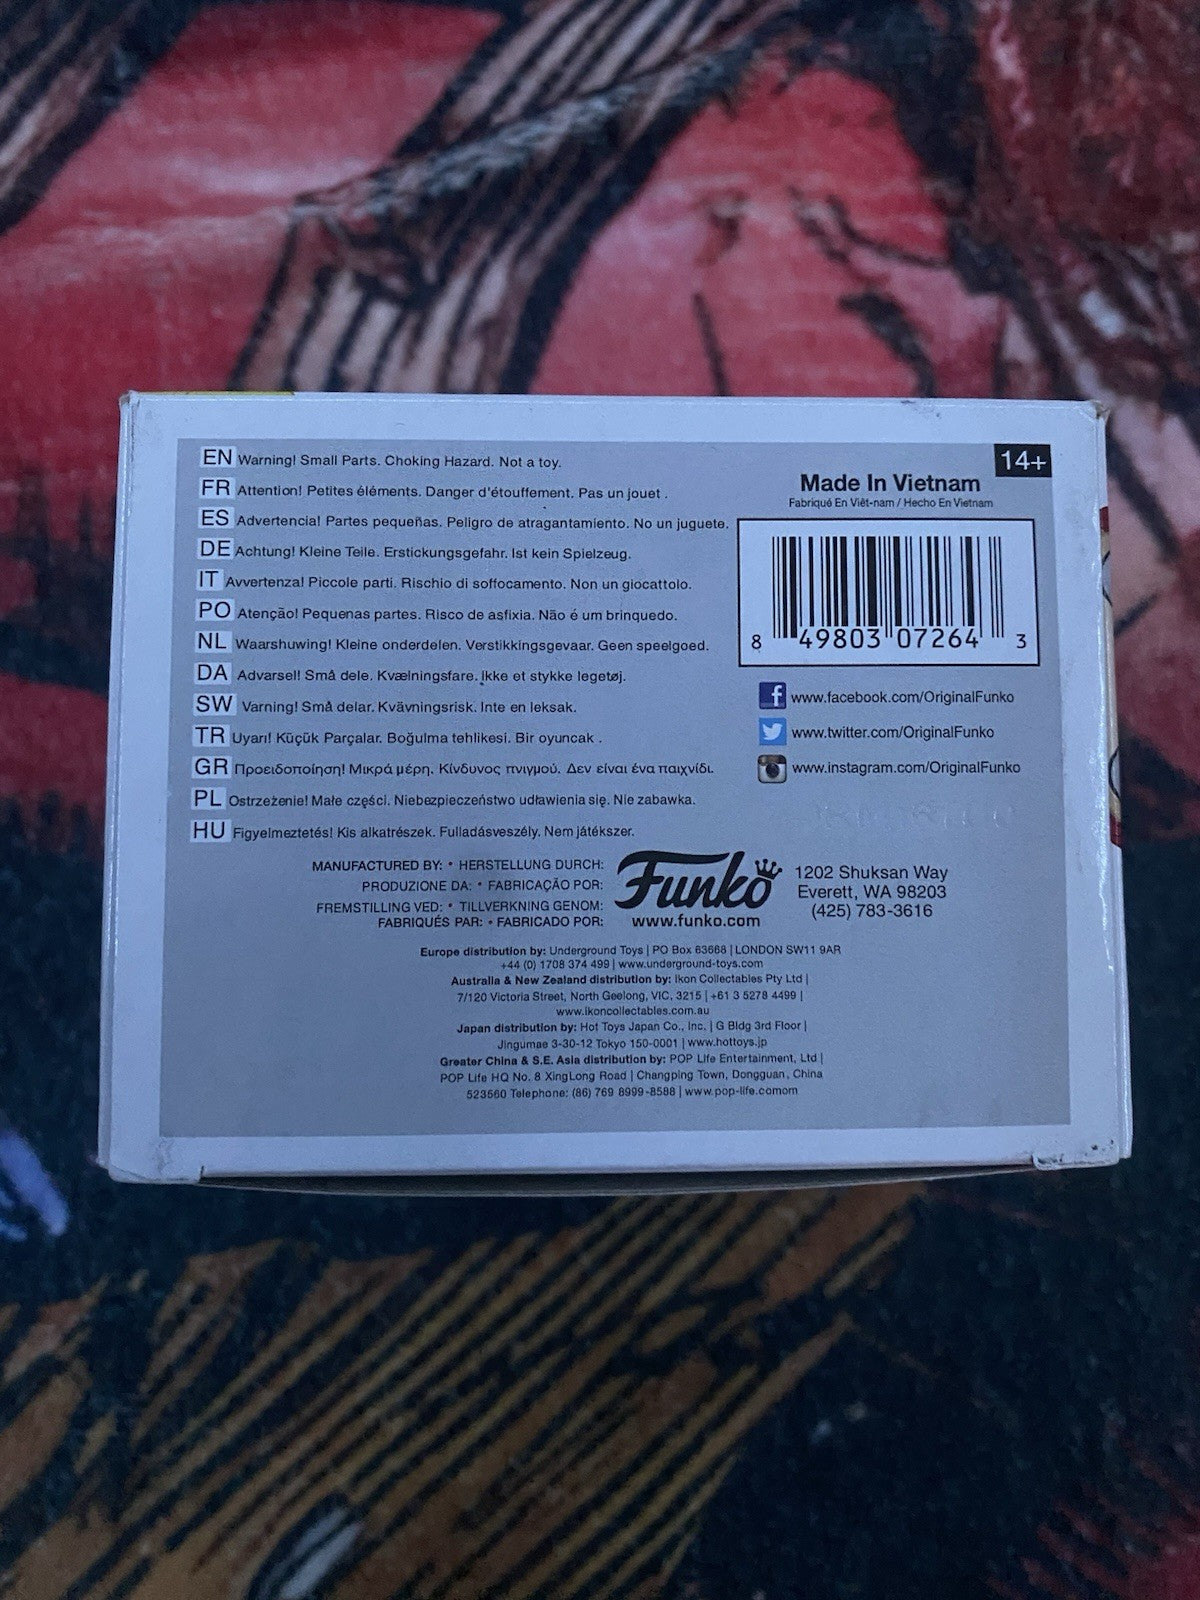 EN Warning! Small Parts. Choking Hazard. Not a toy.
FR Attention! Petites éléments. Danger d'étouffement. Pas un jouet .
ES Advertencia! Partes pequeñas. Peligro de atragantamiento. No un juguete.
DE Achtung! Kleine Teile. Erstickungsgefahr. Ist kein Spielzeug.
IT Avvertenza! Piccole parti. Rischio di soffocamento. Non un giocattolo.
PO Atenção! Pequenas partes. Risco de asfixia. Não é um brinquedo.
NL Waarshuwing! Kleine onderdelen. Verstikkingsgevaar. Geen speelgoed.
DA Advarsel! Små dele. Kvælningsfare. Ikke et stykke legetøj.
SW Varning! Små delar. Kvävningsrisk. Inte en leksak.
TR Uyarı! Küçük Parçalar. Boğulma tehlikesi. Bir oyuncak .
GR Προειδοποίηση! Μικρά μέρη. Κίνδυνος πνιγμού. Δεν είναι ένα παιχνίδι.
PL Ostrzeżenie! Małe części. Niebezpieczeństwo udławienia się. Nie zabawka.
HU Figyelmeztetés! Kis alkatrészek. Fulladásveszély. Nem játékszer.
14+
Made In Vietnam
Fabriqué En Viêt-nam / Hecho En Vietnam
8 49803 07264 3
www.facebook.com/OriginalFunko
www.twitter.com/OriginalFunko
www.instagram.com/OriginalFunko
MANUFACTURED BY: • HERSTELLUNG DURCH:
PRODUZIONE DA: • FABRICAÇÃO POR:
FREMSTILLING VED: • TILLVERKNING GENOM:
FABRIQUÉS PAR: • FABRICADO POR:
Funko
www.funko.com
1202 Shuksan Way
Everett, WA 98203
(425) 783-3616
Europe distribution by: Underground Toys | PO Box 63668 | LONDON SW11 9AR
+44 (0) 1708 374 499 | www.underground-toys.com
Australia & New Zealand distribution by: Ikon Collectables Pty Ltd |
7/120 Victoria Street, North Geelong, VIC, 3215 | +61 3 5278 4499 |
www.ikoncollectables.com.au
Japan distribution by: Hot Toys Japan Co., Inc. | G Bldg 3rd Floor |
Jingumae 3-30-12 Tokyo 150-0001 | www.hottoys.jp
Greater China & S.E. Asia distribution by: POP Life Entertainment, Ltd |
POP Life HQ No. 8 XingLong Road | Changping Town, Dongguan, China
523560 Telephone: (86) 769 8999-8588 | www.pop-life.comom